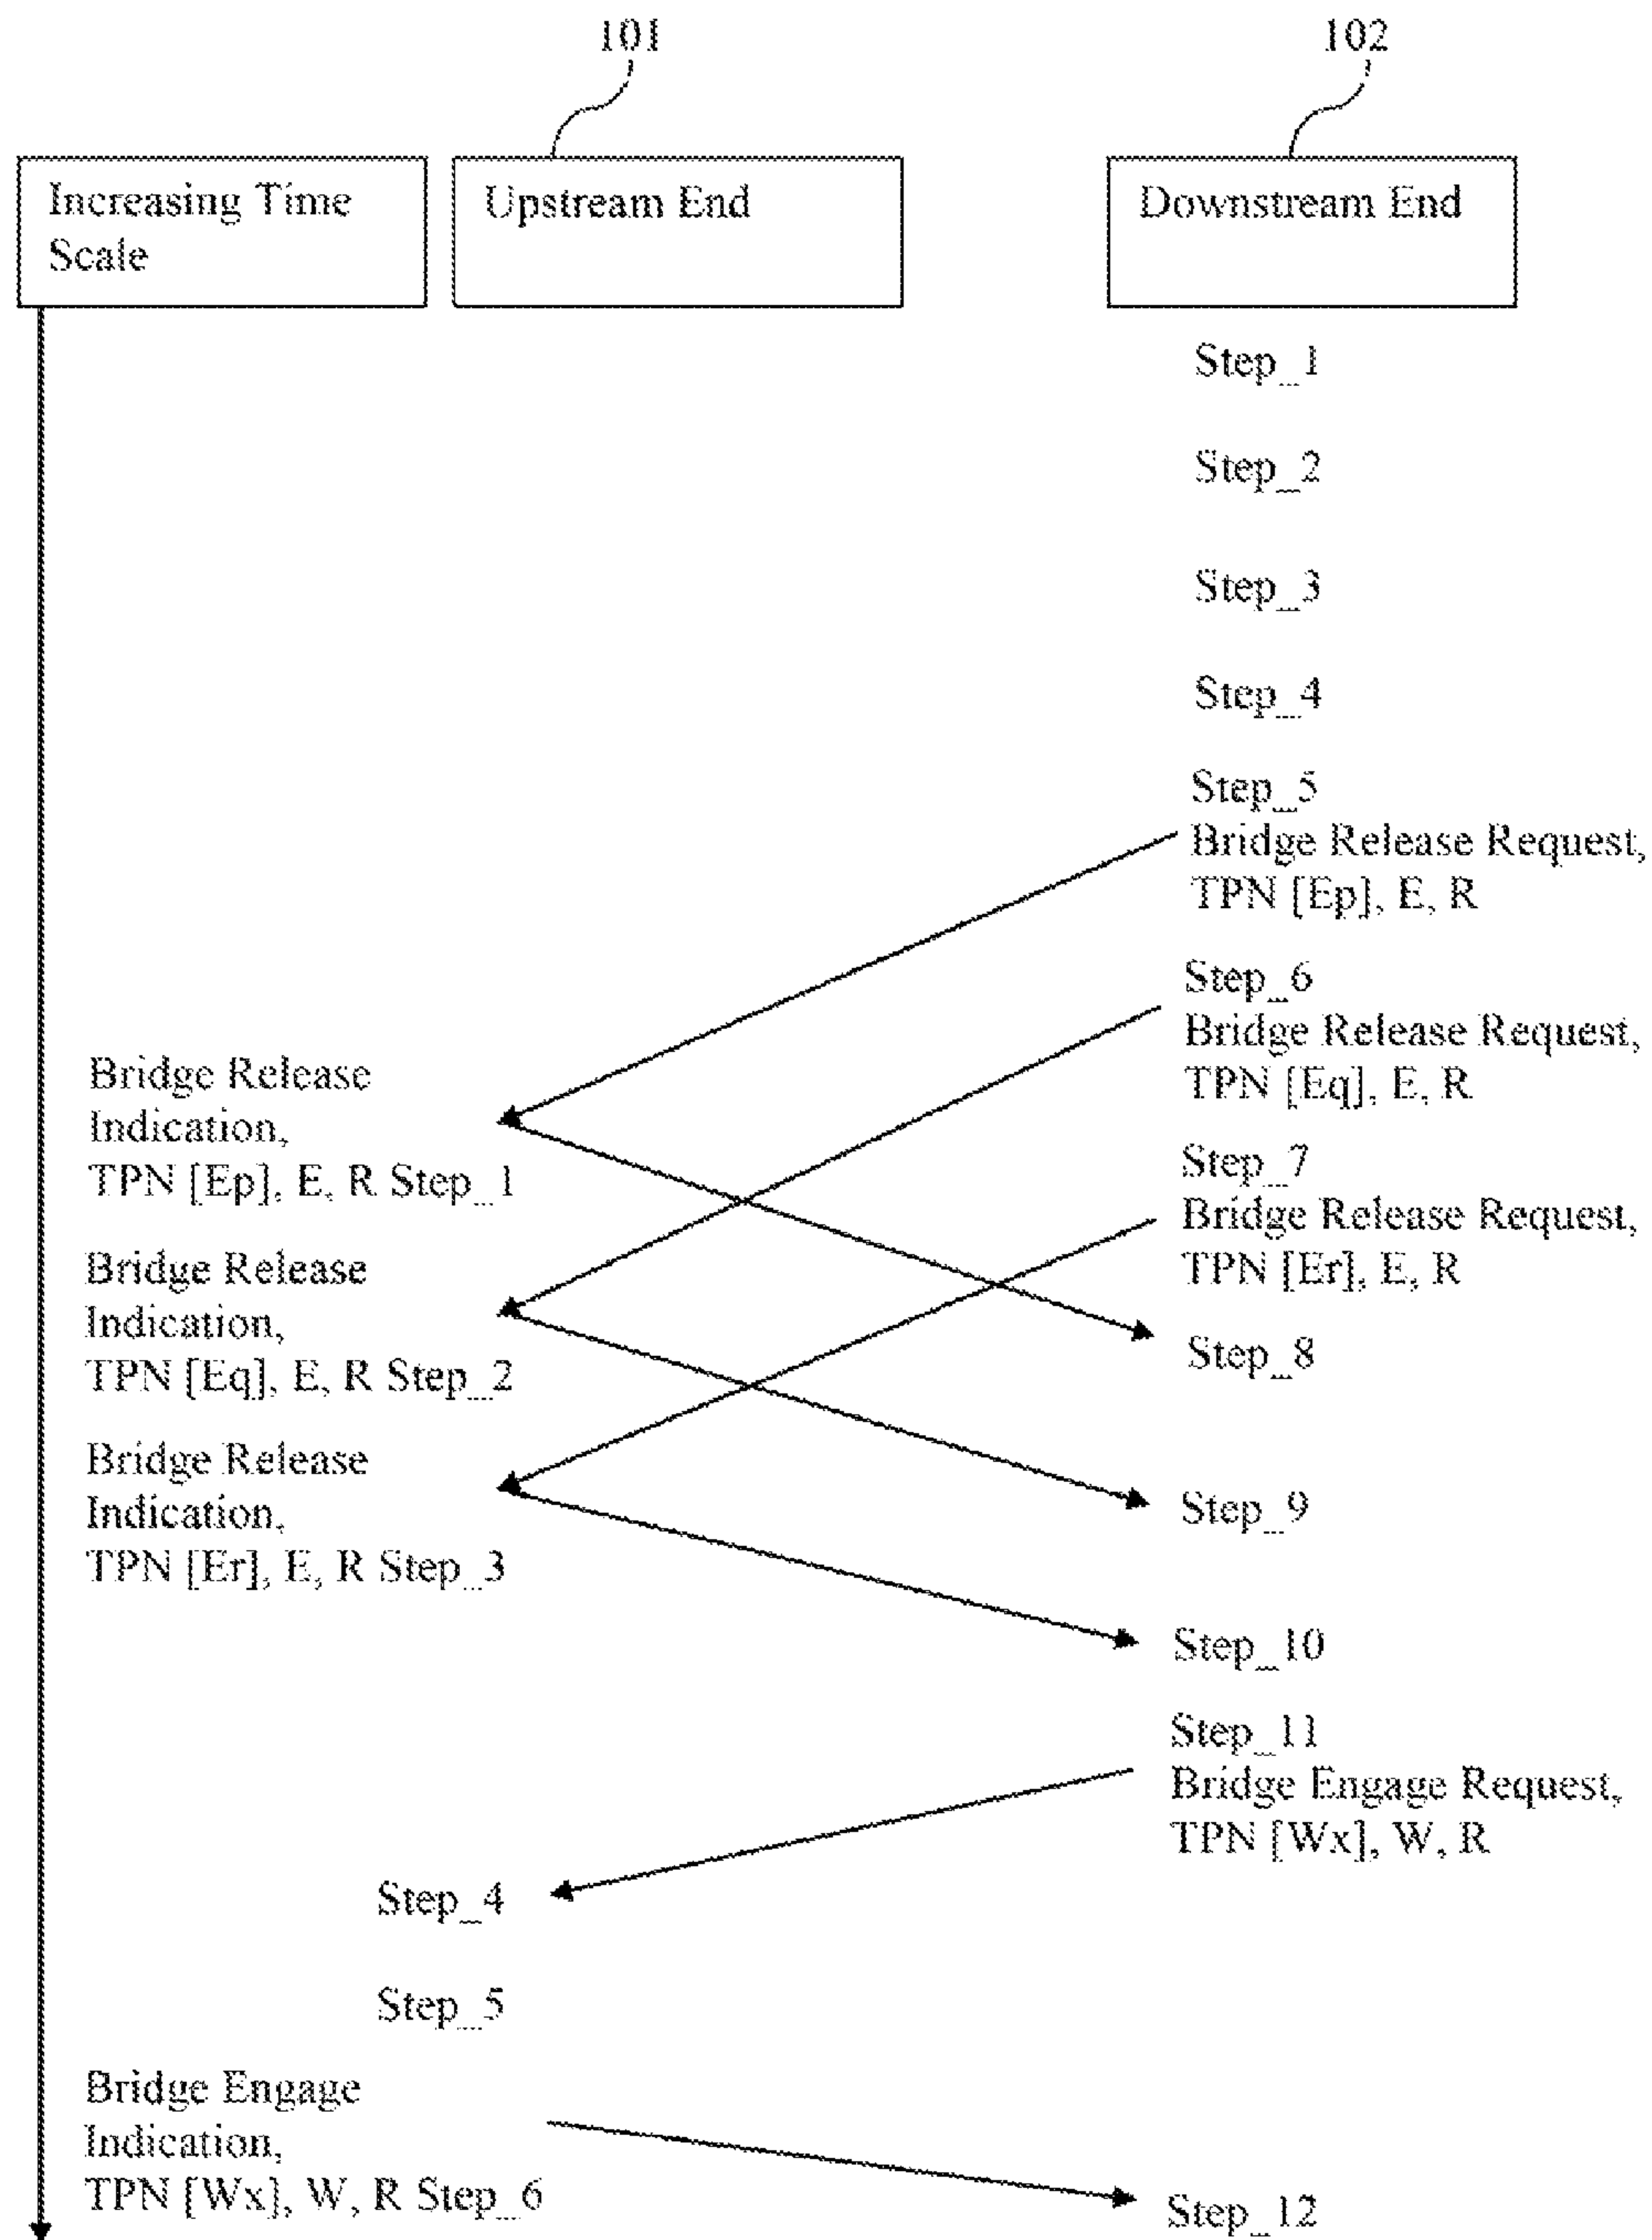 101
102
Increasing Time
Scale
Upstream End
Downstream End
Step_1
Step_2
Step_3
Step_4
Step_5
Bridge Release Request,
TPN [Ep], E, R
Step_6
Bridge Release Request,
TPN [Eq], E, R
Bridge Release
Indication,
TPN [Ep], E, R Step_1
Step_7
Bridge Release Request,
TPN [Er], E, R
Bridge Release
Indication,
TPN [Eq], E, R Step_2
Step_8
Bridge Release
Indication,
TPN [Er], E, R Step_3
Step_9
Step_10
Step_11
Bridge Engage Request,
TPN [Wx], W, R
Step_4
Step_5
Bridge Engage
Indication,
TPN [Wx], W, R Step_6
Step_12